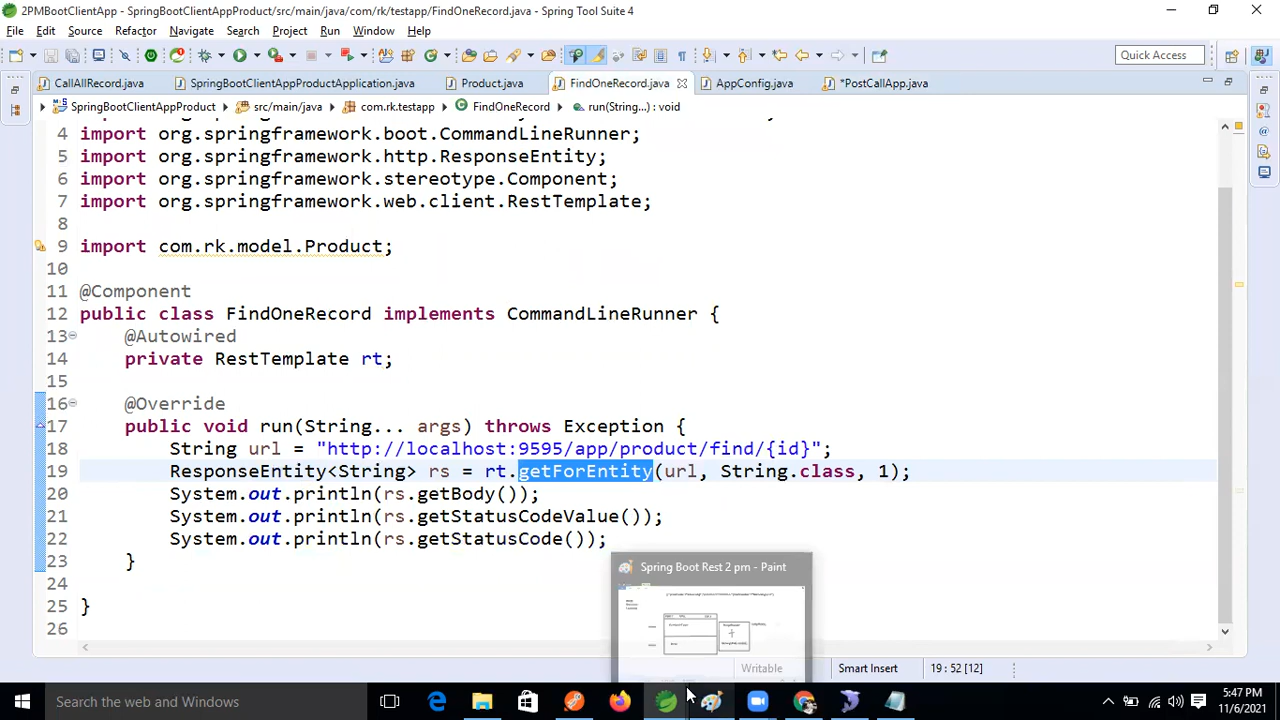 2PMBootClientApp - SpringBootClientAppProduct/src/main/java/com/rk/testapp/FindOneRecord.java - Spring Tool Suite 4
File Edit Source Refactor Navigate Search Project Run Window Help
Quick Access
CallAllRecord.java SpringBootClientAppProductApplication.java Product.java FindOneRecord.java AppConfig.java *PostCallApp.java
SpringBootClientAppProduct src/main/java com.rk.testapp FindOneRecord run(String...) : void
4 import org.springframework.boot.CommandLineRunner;
5 import org.springframework.http.ResponseEntity;
6 import org.springframework.stereotype.Component;
7 import org.springframework.web.client.RestTemplate;
8
9 import com.rk.model.Product;
10
11 @Component
12 public class FindOneRecord implements CommandLineRunner {
13 @Autowired
14 private RestTemplate rt;
15
16 @Override
17 public void run(String... args) throws Exception {
18 String url = "http://localhost:9595/app/product/find/{id}";
19 ResponseEntity<String> rs = rt.getForEntity(url, String.class, 1);
20 System.out.println(rs.getBody());
21 System.out.println(rs.getStatusCodeValue());
22 System.out.println(rs.getStatusCode());
23 }
24
25 }
26
Spring Boot Rest 2 pm - Paint
Writable Smart Insert 19 : 52 [12]
Search the web and Windows
5:47 PM
11/6/2021